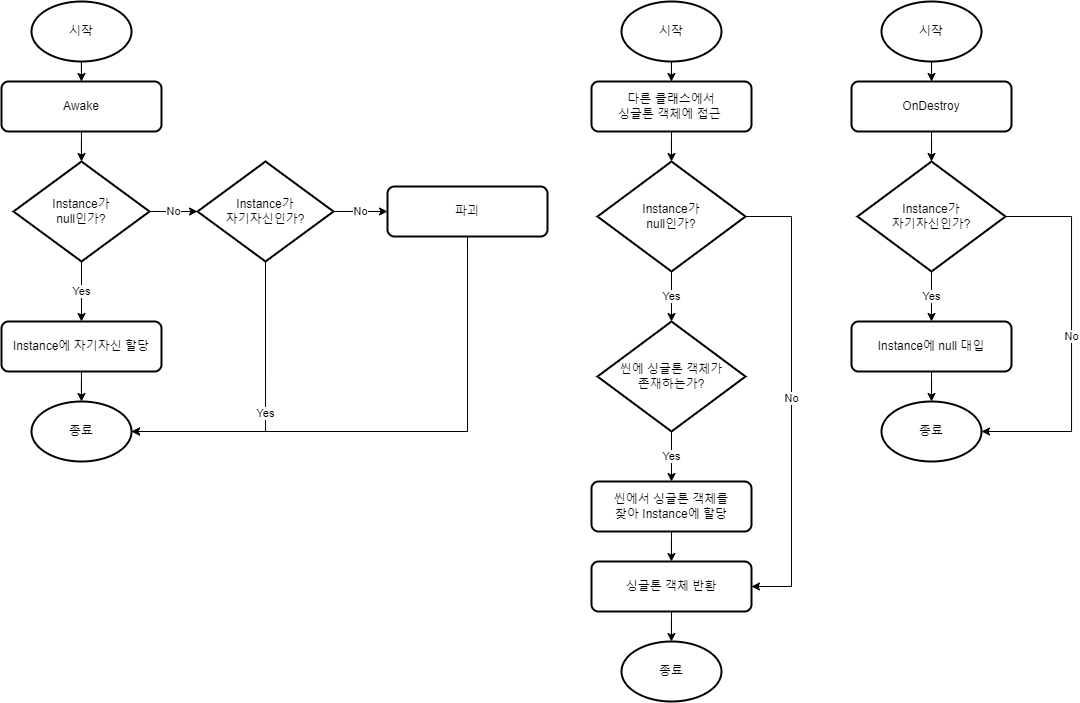 시작
Awake
Instance가
null인가?
No
Instance가
자기자신인가?
No
파괴
Yes
Instance에 자기자신 할당
Yes
종료
시작
다른 클래스에서
싱글톤 객체에 접근
Instance가
null인가?
Yes
씬에 싱글톤 객체가
존재하는가?
No
Yes
씬에서 싱글톤 객체를
찾아 Instance에 할당
싱글톤 객체 반환
종료
시작
OnDestroy
Instance가
자기자신인가?
Yes
No
Instance에 null 대입
종료